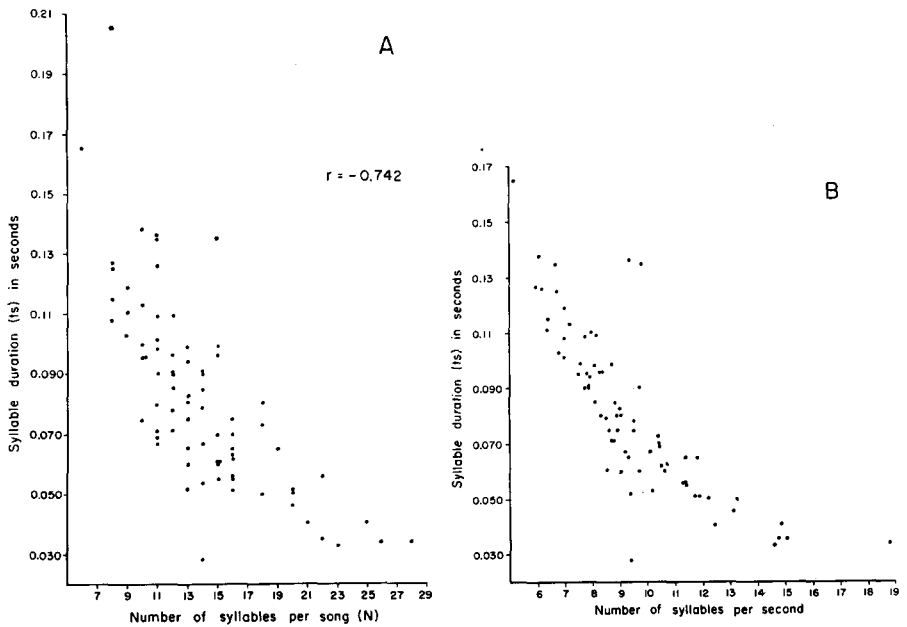 A
0.21
0.19
0.17
0.15
0.13
0.11
0.090
0.070
0.050
0.030
Syllable duration (ts) in seconds
r = -0.742
7 9 11 13 15 17 19 21 23 25 27 29
Number of syllables per song (N)
B
0.17
0.15
0.13
0.11
0.090
0.070
0.050
0.030
Syllable duration (ts) in seconds
6 7 8 9 10 11 12 13 14 15 16 17 18 19
Number of syllables per second